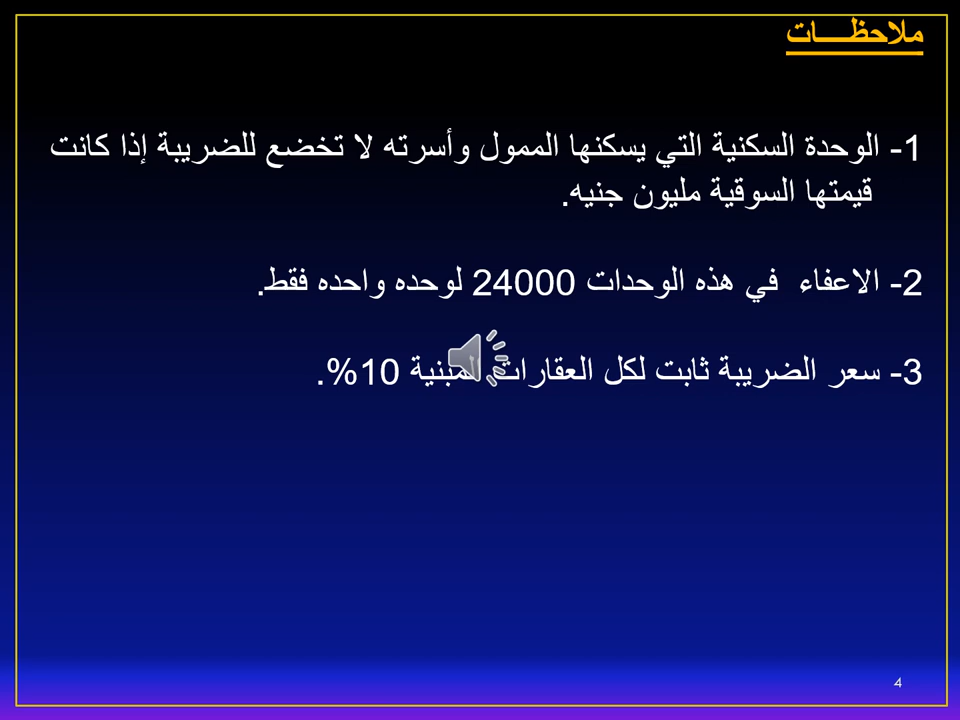 ملاحظـــات
1- الوحدة السكنية التي يسكنها الممول وأسرته لا تخضع للضريبة إذا كانت
قيمتها السوقية مليون جنيه.
2- الاعفاء في هذه الوحدات 24000 لوحده واحده فقط.
3- سعر الضريبة ثابت لكل العقارات المبنية 10%.
4